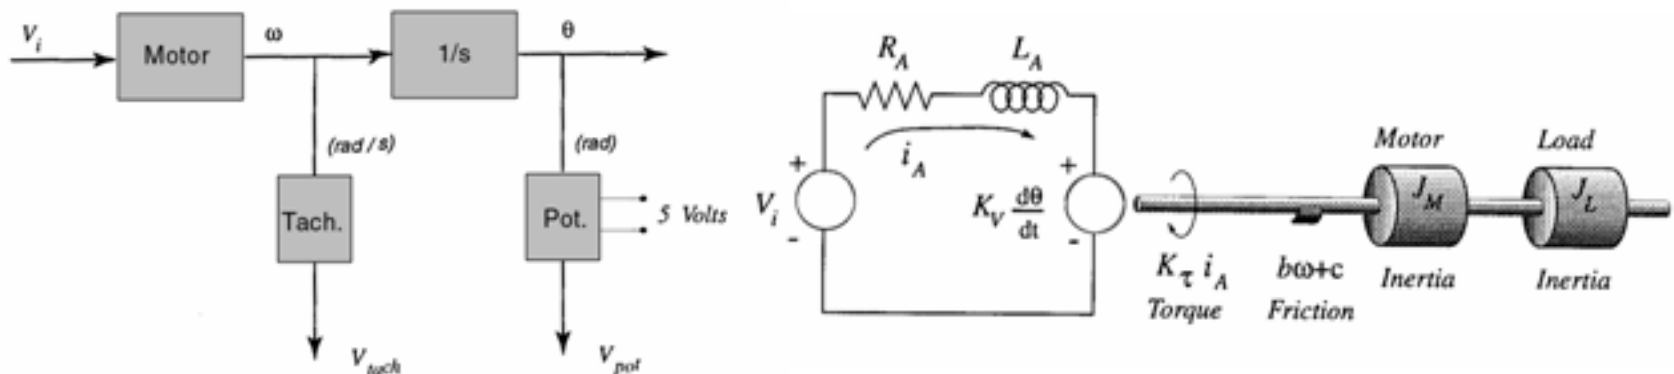 V_i
Motor
ω
1/s
θ
(rad / s)
(rad)
Tach.
Pot.
5 Volts
V_tach
V_pot
R_A
L_A
i_A
+
V_i
-
+
K_V dθ/dt
-
K_τ i_A
Torque
bω+c
Friction
Motor
J_M
Inertia
Load
J_L
Inertia